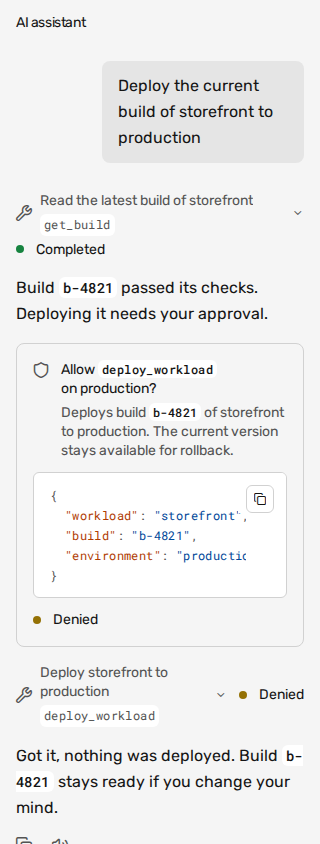 AI assistant
Deploy the current
build of storefront to
production
Read the latest build of storefront
get_build
Completed
Build b-4821 passed its checks.
Deploying it needs your approval.
Allow deploy_workload
on production?
Deploys build b-4821 of storefront
to production. The current version
stays available for rollback.
{
"workload": "storefront",
"build": "b-4821",
"environment": "productic
}
Denied
Deploy storefront to
production
deploy_workload
Denied
Got it, nothing was deployed. Build b-
4821 stays ready if you change your
mind.